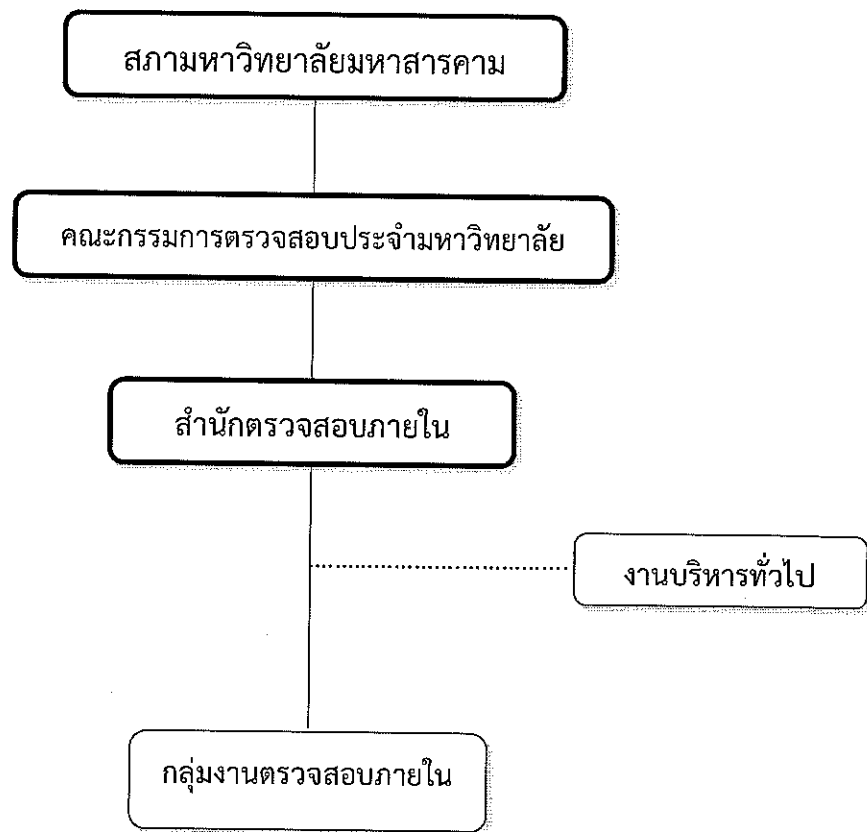 สภามหาวิทยาลัยมหาสารคาม
คณะกรรมการตรวจสอบประจำมหาวิทยาลัย
สำนักตรวจสอบภายใน
งานบริหารทั่วไป
กลุ่มงานตรวจสอบภายใน